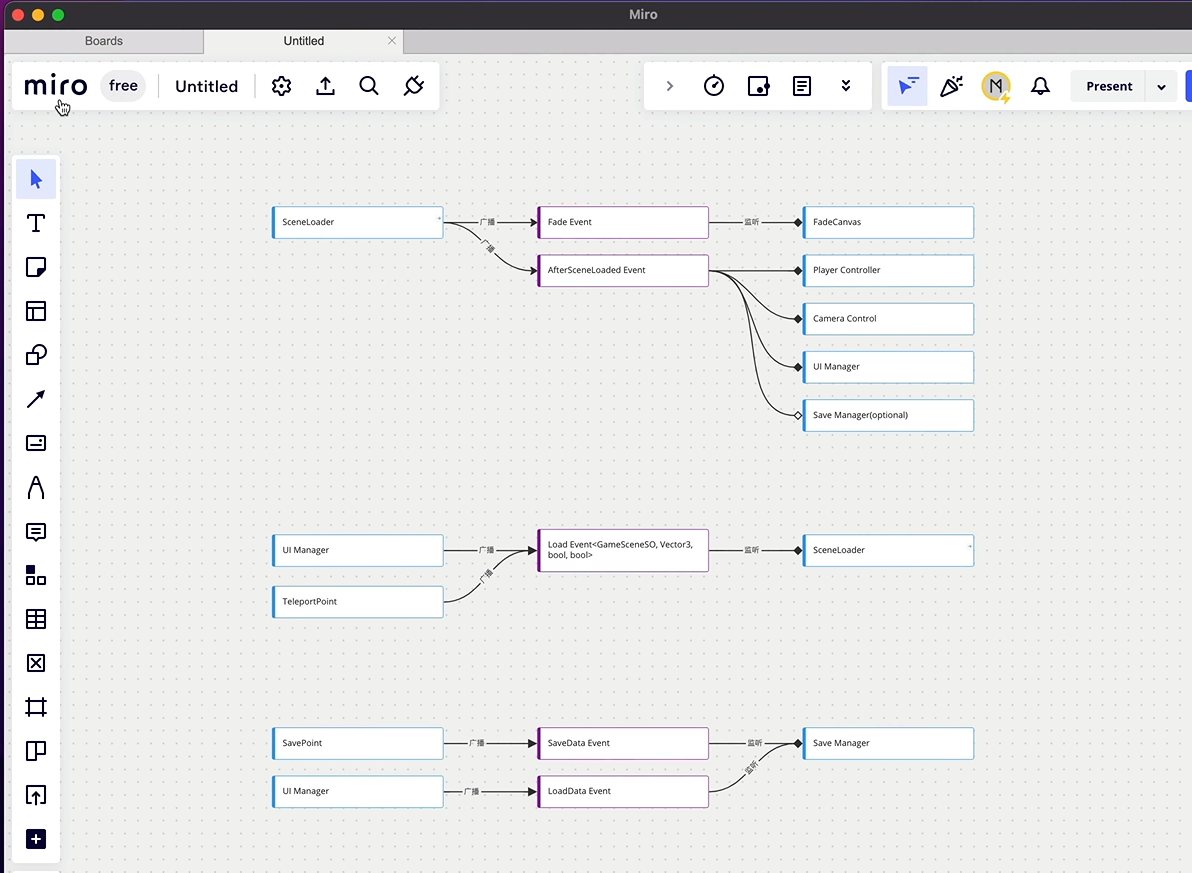 Miro
Boards
Untitled
miro
free
Untitled
Present
SceneLoader
广播
Fade Event
监听
FadeCanvas
广播
AfterSceneLoaded Event
Player Controller
Camera Control
UI Manager
Save Manager(optional)
UI Manager
广播
Load Event<GameSceneSO, Vector3,
bool, bool>
监听
SceneLoader
广播
TeleportPoint
SavePoint
广播
SaveData Event
监听
Save Manager
监听
UI Manager
广播
LoadData Event